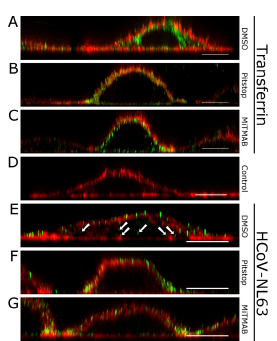 A
DMSO
B
Pitstop
C
MiTMAB
Transferrin
D
Control
E
DMSO
F
Pitstop
G
MiTMAB
HCoV-NL63